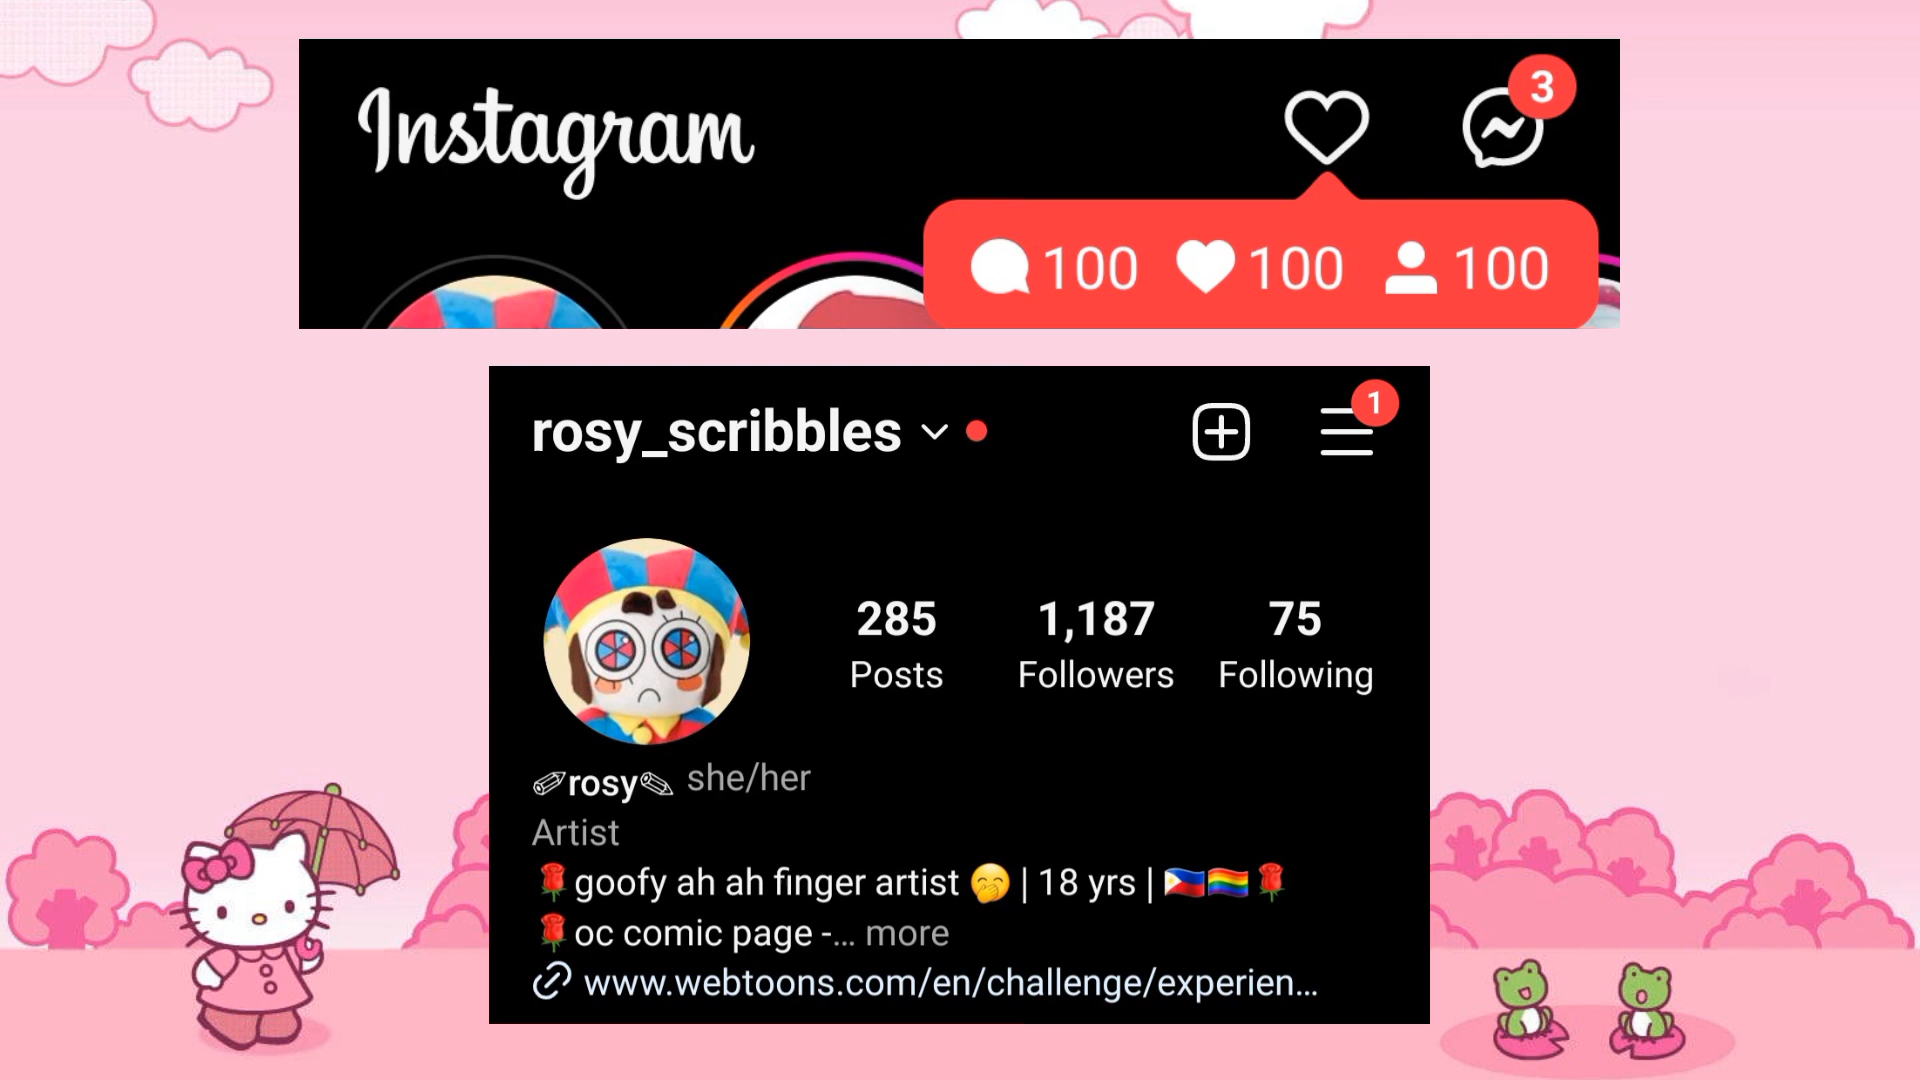 Instagram
3
100 100 100
rosy_scribbles
1
285 1,187 75
Posts Followers Following
✐rosy✎ she/her
Artist
🌹goofy ah ah finger artist 🤭 | 18 yrs | 🇵🇭🏳️‍🌈🌹
🌹oc comic page -... more
www.webtoons.com/en/challenge/experien...